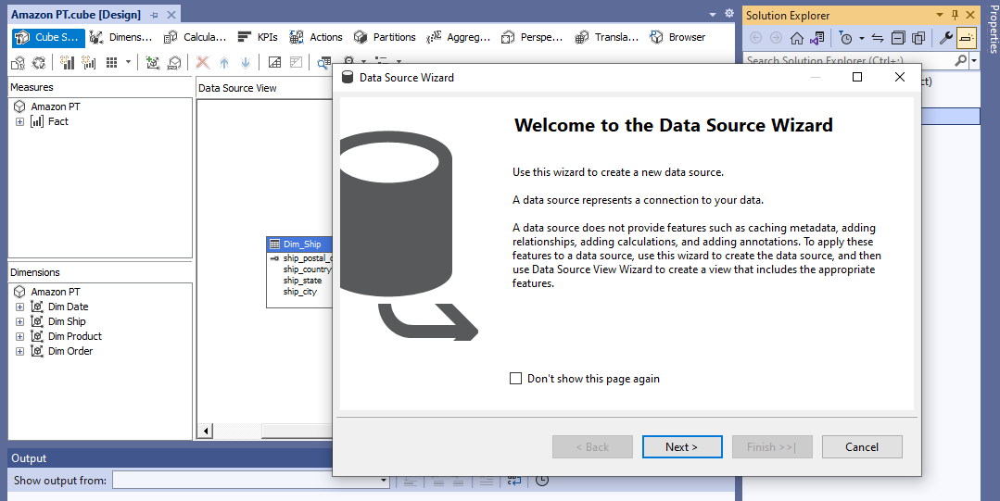 Amazon PT.cube [Design]
Solution Explorer
Properties
Cube S...
Dimens...
Calcula...
KPIs
Actions
Partitions
Aggreg...
Perspe...
Transla...
Browser
Search Solution Explorer (Ctrl+;)
Measures
Amazon PT
Fact
Data Source View
Dim_Ship
ship_postal_
ship_country
ship_state
ship_city
Dimensions
Amazon PT
Dim Date
Dim Ship
Dim Product
Dim Order
Data Source Wizard
Welcome to the Data Source Wizard
Use this wizard to create a new data source.
A data source represents a connection to your data.
A data source does not provide features such as caching metadata, adding
relationships, adding calculations, and adding annotations. To apply these
features to a data source, use this wizard to create the data source, and then
use Data Source View Wizard to create a view that includes the appropriate
features.
Don't show this page again
< Back
Next >
Finish >>|
Cancel
ct)
Output
Show output from: